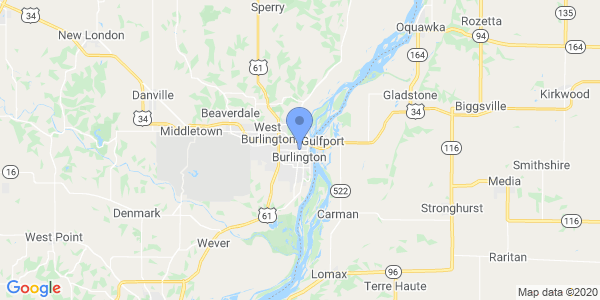 Sperry
Oquawka
Rozetta
135
34
New London
94
164
164
61
Kirkwood
Danville
Gladstone
Biggsville
34
Beaverdale
34
Middletown
West
Burlington
Gulfport
Burlington
116
Smithshire
16
522
Media
Denmark
61
Carman
Stronghurst
116
West Point
Wever
Raritan
Lomax
96
Terre Haute
Google
Map data ©2020